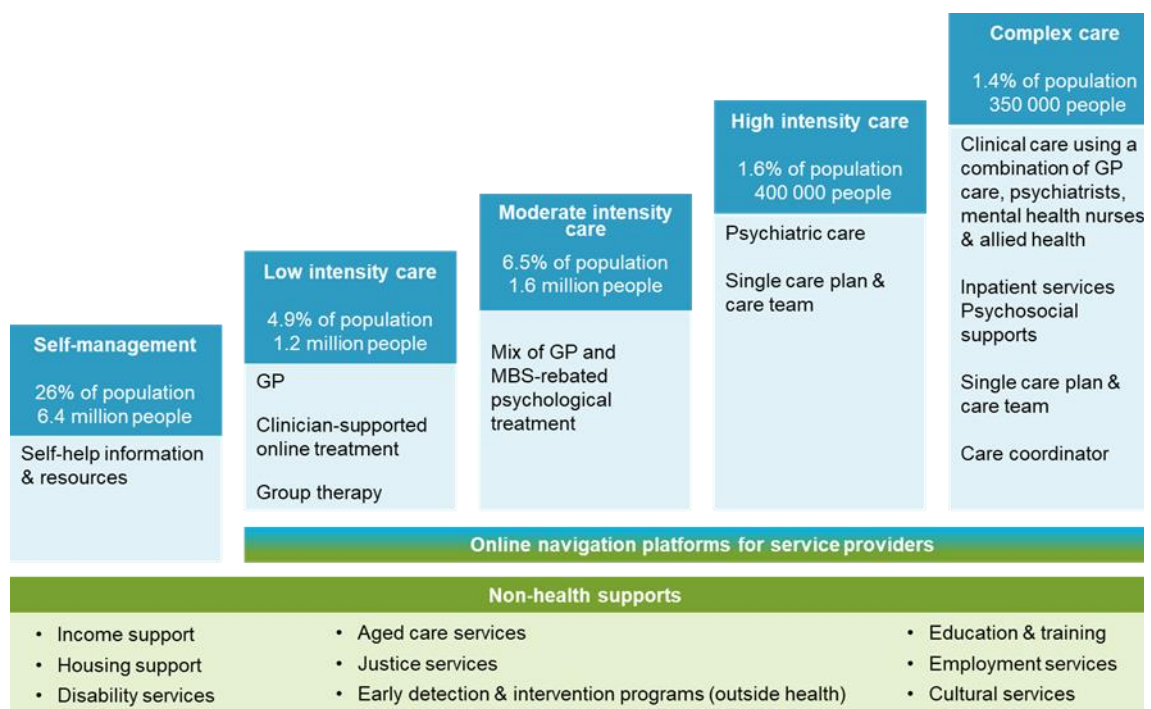 Complex care
1.4% of population
350 000 people
Clinical care using a
combination of GP
care, psychiatrists,
mental health nurses
& allied health
Inpatient services
Psychosocial
supports
Single care plan &
care team
Care coordinator
High intensity care
1.6% of population
400 000 people
Psychiatric care
Single care plan &
care team
Moderate intensity
care
6.5% of population
1.6 million people
Mix of GP and
MBS-rebated
psychological
treatment
Low intensity care
4.9% of population
1.2 million people
GP
Clinician-supported
online treatment
Group therapy
Self-management
26% of population
6.4 million people
Self-help information
& resources
Online navigation platforms for service providers
Non-health supports
• Income support
• Housing support
• Disability services
• Aged care services
• Justice services
• Early detection & intervention programs (outside health)
• Education & training
• Employment services
• Cultural services